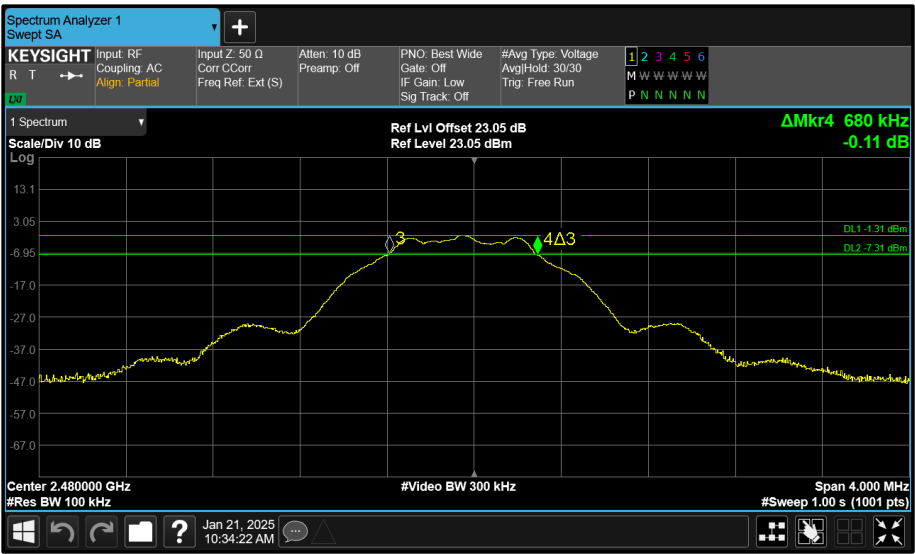 Spectrum Analyzer 1
Swept SA
+
KEYSIGHT
R T
LXI
Input: RF
Coupling: AC
Align: Partial
Input Z: 50 Ω
Corr CCorr
Freq Ref: Ext (S)
Atten: 10 dB
Preamp: Off
PNO: Best Wide
Gate: Off
IF Gain: Low
Sig Track: Off
#Avg Type: Voltage
Avg|Hold: 30/30
Trig: Free Run
1 2 3 4 5 6
M W W W W W
P N N N N N
1 Spectrum
Scale/Div 10 dB
Ref Lvl Offset 23.05 dB
Ref Level 23.05 dBm
ΔMkr4 680 kHz
-0.11 dB
Log
13.1
3.05
-6.95
-17.0
-27.0
-37.0
-47.0
-57.0
-67.0
3
4Δ3
DL1 -1.31 dBm
DL2 -7.31 dBm
Center 2.480000 GHz
#Res BW 100 kHz
#Video BW 300 kHz
Span 4.000 MHz
#Sweep 1.00 s (1001 pts)
?
Jan 21, 2025
10:34:22 AM